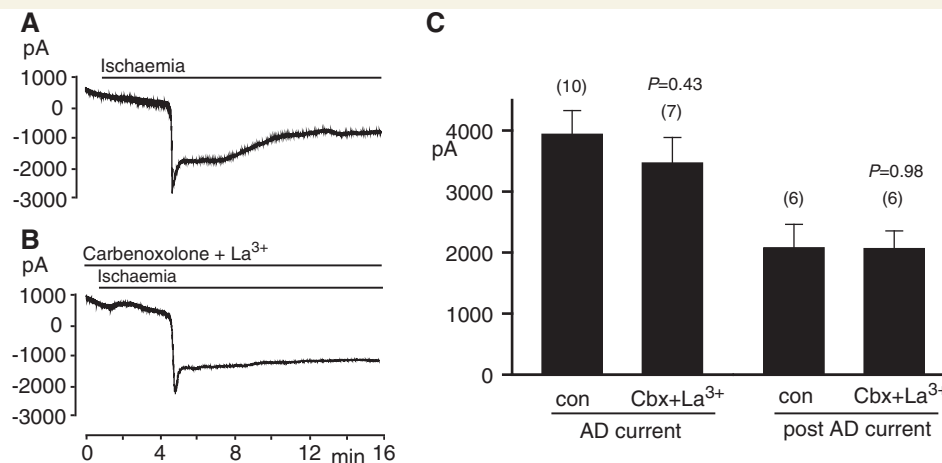 A
pA
Ischaemia
1000
0
-1000
-2000
-3000
B
pA
Carbenoxolone + La3+
Ischaemia
1000
0
-1000
-2000
-3000
0 4 8 12 min 16
C
pA
4000
3000
2000
1000
0
(10)
P=0.43
(7)
(6)
P=0.98
(6)
con Cbx+La3+ con Cbx+La3+
AD current post AD current